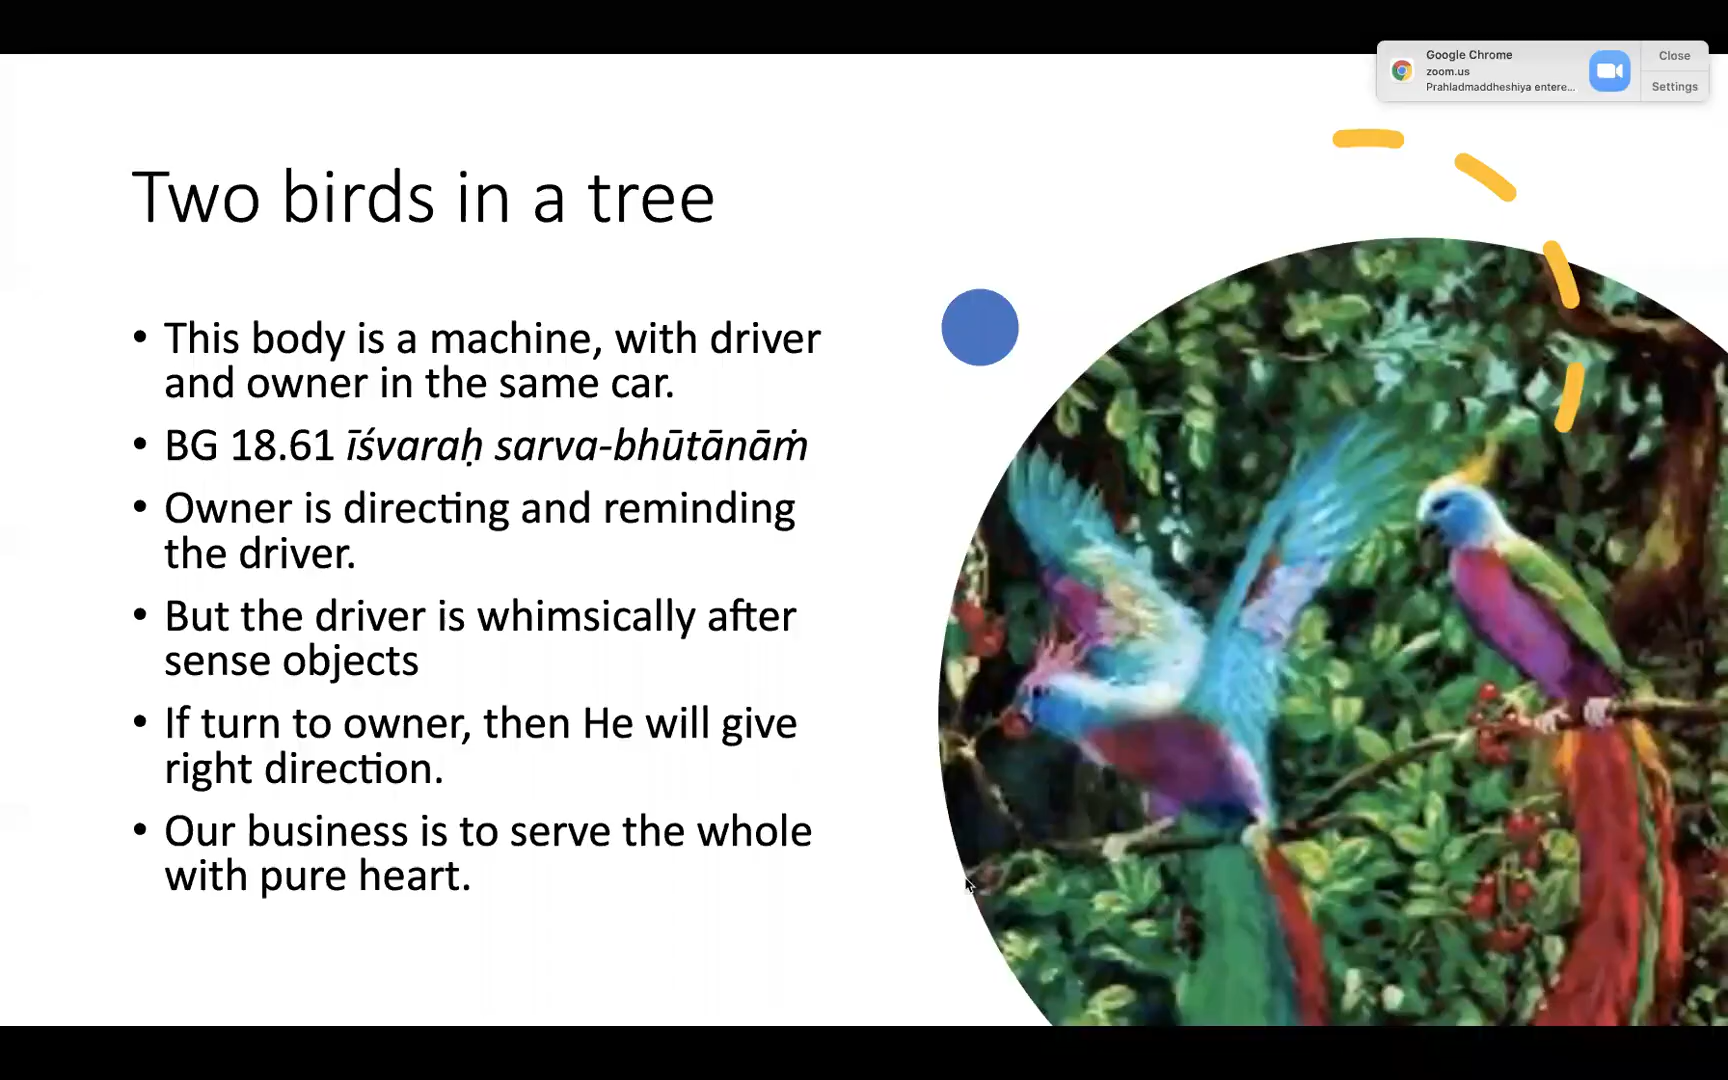 Google Chrome
zoom.us
Prahladmaddheshiya entere...
Close
Settings
Two birds in a tree
• This body is a machine, with driver
and owner in the same car.
• BG 18.61 īśvaraḥ sarva-bhūtānāṁ
• Owner is directing and reminding
the driver.
• But the driver is whimsically after
sense objects
• If turn to owner, then He will give
right direction.
• Our business is to serve the whole
with pure heart.